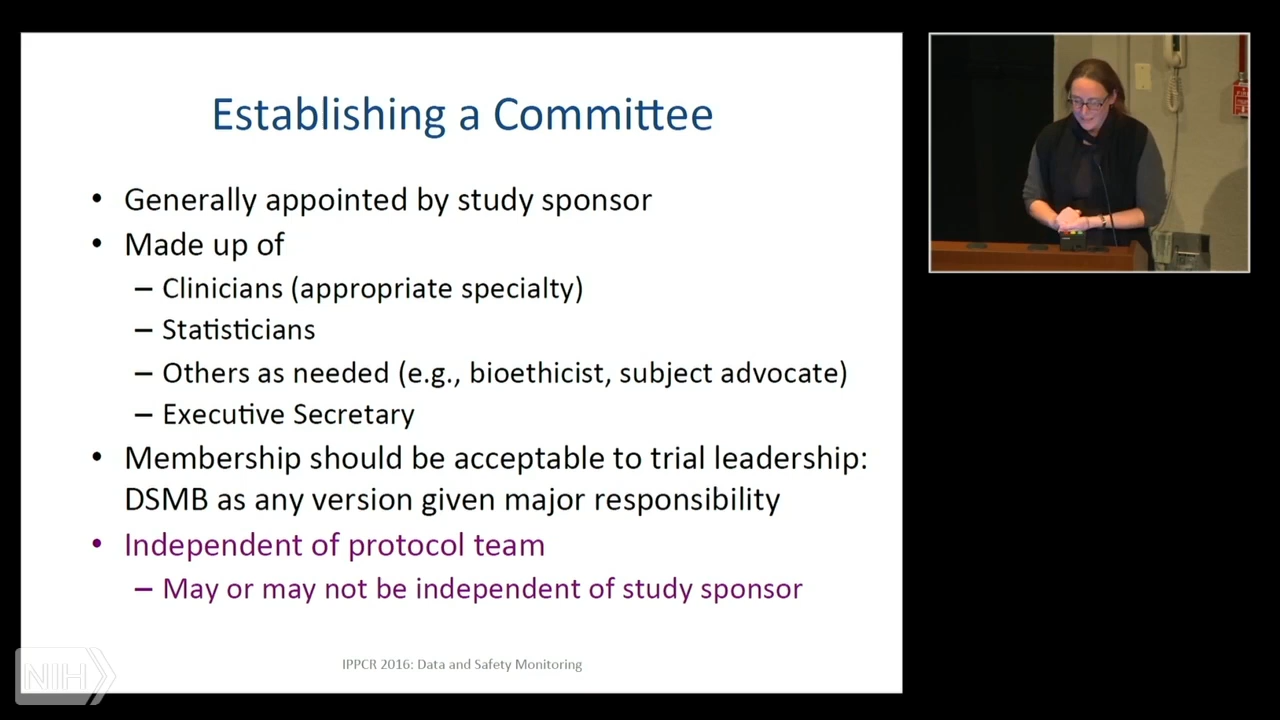 Establishing a Committee
• Generally appointed by study sponsor
• Made up of
– Clinicians (appropriate specialty)
– Statisticians
– Others as needed (e.g., bioethicist, subject advocate)
– Executive Secretary
• Membership should be acceptable to trial leadership:
DSMB as any version given major responsibility
• Independent of protocol team
– May or may not be independent of study sponsor
IPPCR 2016: Data and Safety Monitoring
NIH